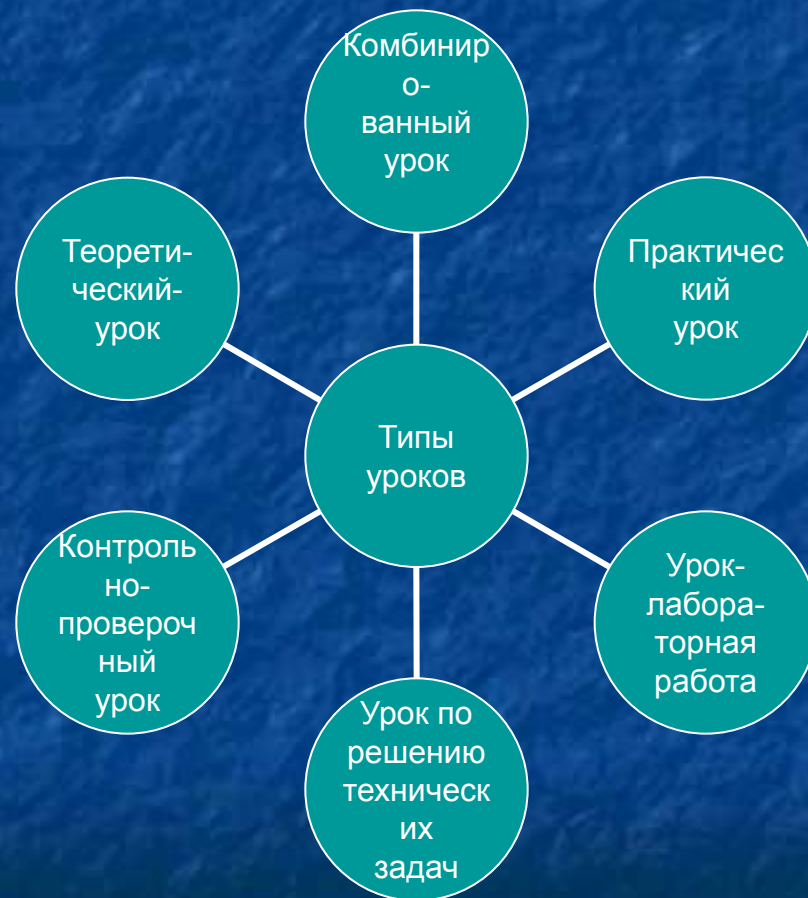 Комбинир
о-
ванный
урок
Теорети-
ческий-
урок
Практичес
кий
урок
Типы
уроков
Контроль
но-
провероч
ный
урок
Урок-
лабора-
торная
работа
Урок по
решению
техническ
их
задач